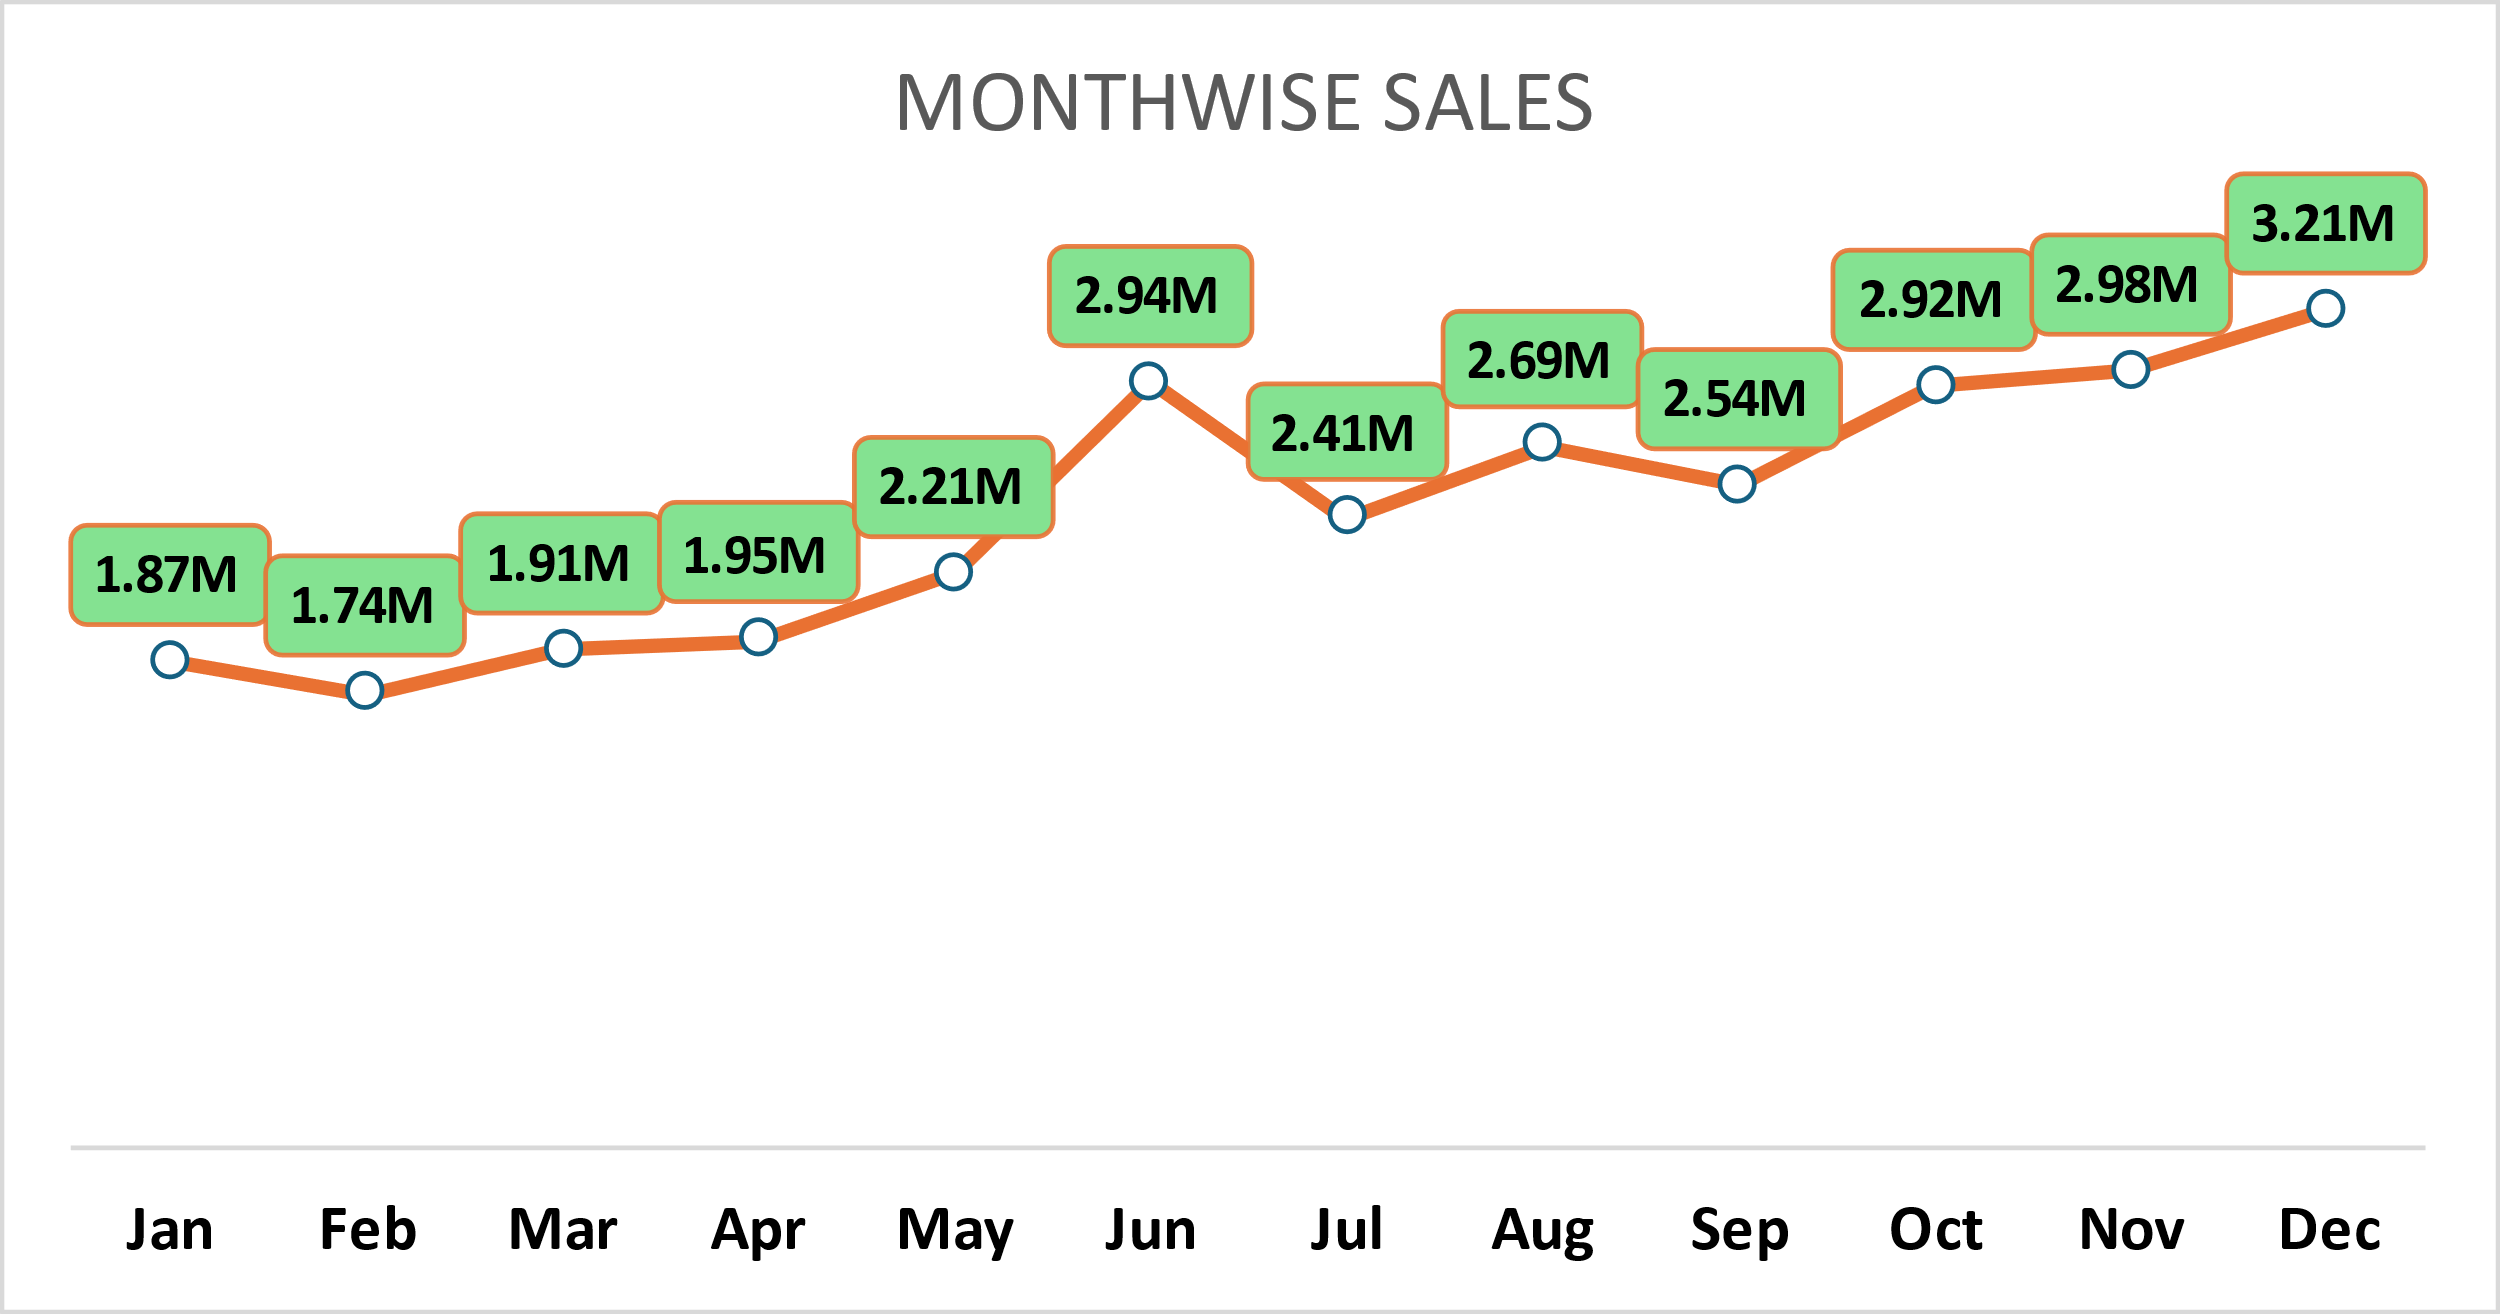 MONTHWISE SALES
1.87M 1.74M 1.91M 1.95M 2.21M 2.94M 2.41M 2.69M 2.54M 2.92M 2.98M 3.21M
Jan Feb Mar Apr May Jun Jul Aug Sep Oct Nov Dec